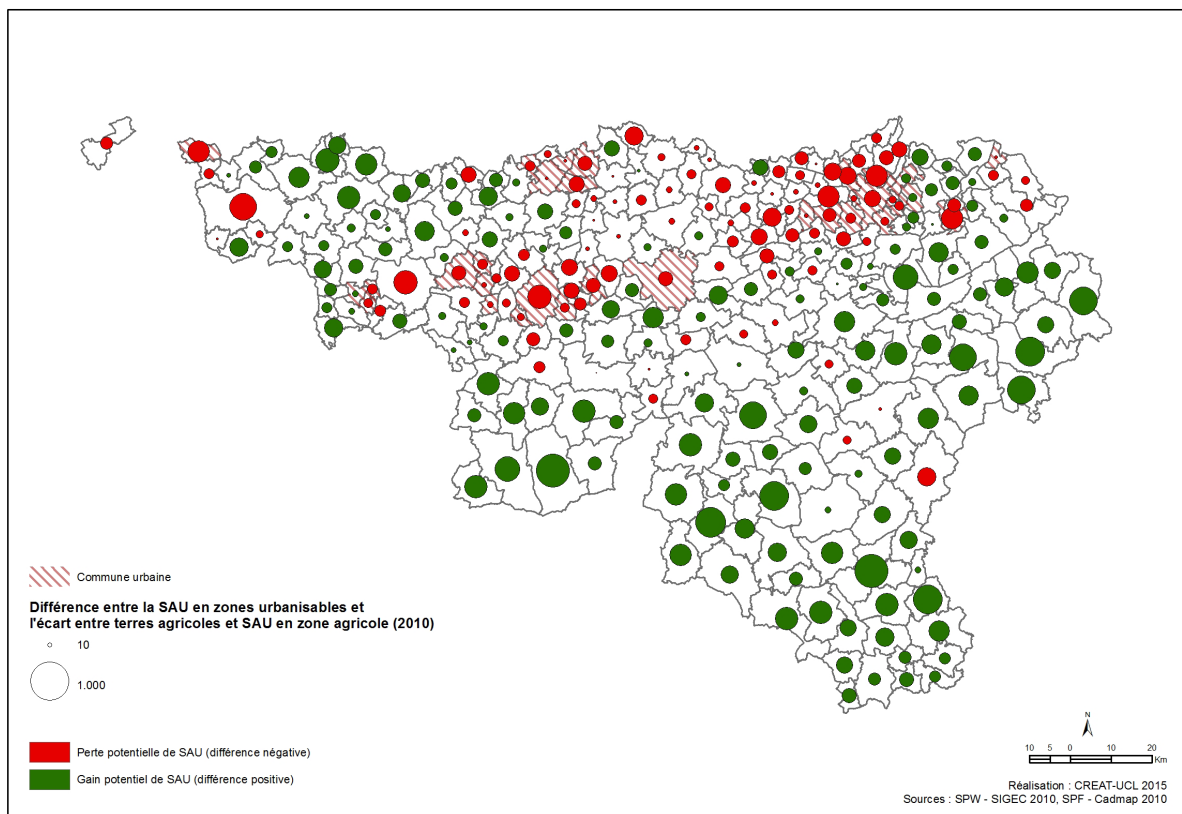 Commune urbaine
Différence entre la SAU en zones urbanisables et
l'écart entre terres agricoles et SAU en zone agricole (2010)
10
1.000
Perte potentielle de SAU (différence négative)
Gain potentiel de SAU (différence positive)
N
10 5 0 10 20
Km
Réalisation : CREAT-UCL 2015
Sources : SPW - SIGEC 2010, SPF - Cadmap 2010